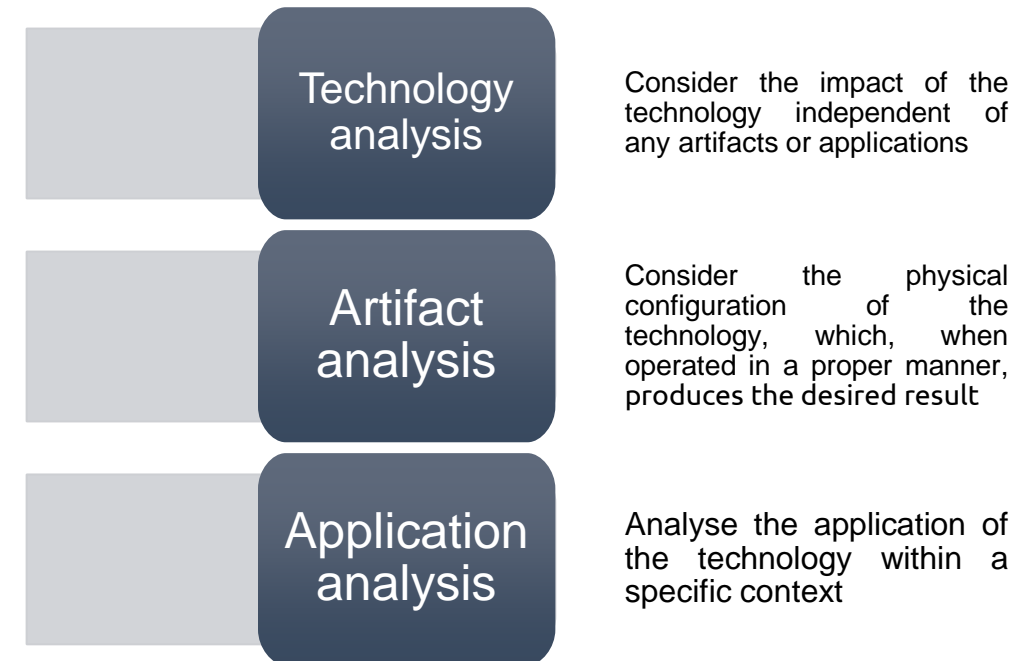 Technology
analysis
Consider the impact of the
technology independent of
any artifacts or applications
Artifact
analysis
Consider the physical
configuration of the
technology, which, when
operated in a proper manner,
produces the desired result
Application
analysis
Analyse the application of
the technology within a
specific context